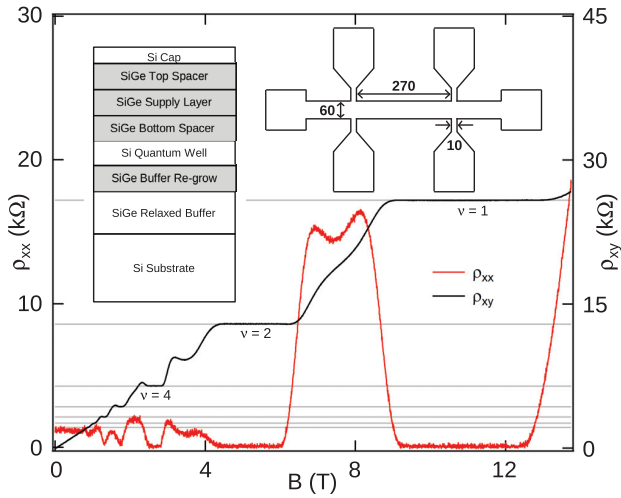 30
45
Si Cap
SiGe Top Spacer
SiGe Supply Layer
SiGe Bottom Spacer
Si Quantum Well
SiGe Buffer Re-grow
SiGe Relaxed Buffer
Si Substrate
270
60
10
20
30
ν = 1
ρxx (kΩ)
ρxy (kΩ)
ρxx
ρxy
10
15
ν = 2
ν = 4
0
0
0
4
8
12
B (T)